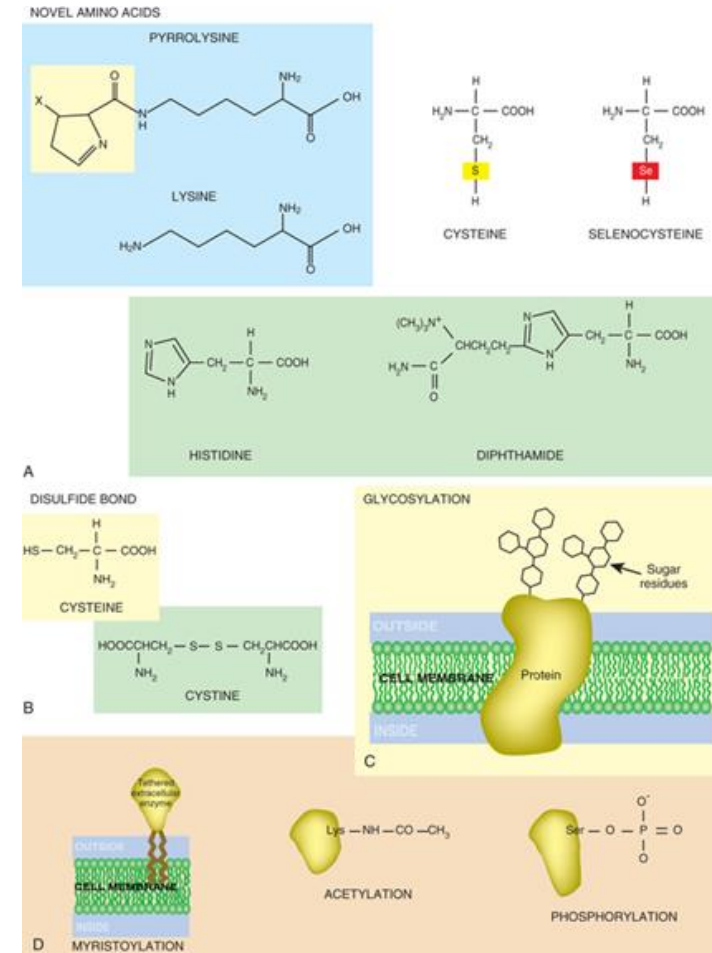 NOVEL AMINO ACIDS
PYRROLYSINE
O
NH₂
X
N
H
OH
N
O
LYSINE
NH₂
OH
H₂N
O
H
H₂N — C — COOH
CH₂
S
H
CYSTEINE
H
H₂N — C — COOH
CH₂
Se
H
SELENOCYSTEINE
N
N
H
H
CH₂ — C — COOH
NH₂
HISTIDINE
(CH₃)₃N⁺
CHCH₂CH₂
H₂N — C
O
N
N
H
H
CH₂ — C — COOH
NH₂
DIPHTHAMIDE
A
DISULFIDE BOND
H
HS — CH₂ — C — COOH
NH₂
CYSTEINE
HOOCCHCH₂ — S — S — CH₂CHCOOH
NH₂ NH₂
CYSTINE
B
GLYCOSYLATION
Sugar
residues
OUTSIDE
CELL MEMBRANE
Protein
INSIDE
C
Tethered
extracellular
enzyme
OUTSIDE
CELL MEMBRANE
INSIDE
D
MYRISTOYLATION
Lys — NH — CO — CH₃
ACETYLATION
O⁻
Ser — O — P = O
O
PHOSPHORYLATION